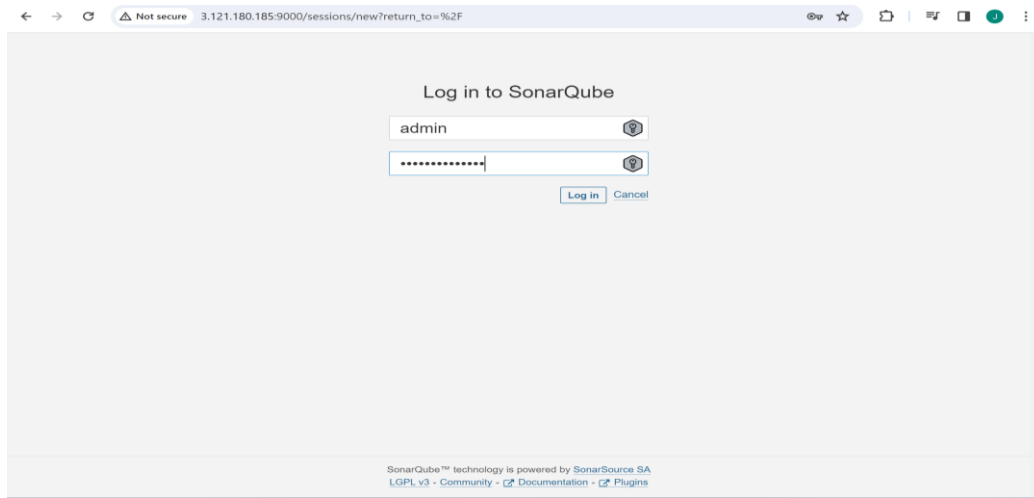 Not secure 3.121.180.185:9000/sessions/new?return_to=%2F
J
Log in to SonarQube
admin
••••••••••••••
Log in Cancel
SonarQube™ technology is powered by SonarSource SA
LGPL v3 - Community - Documentation - Plugins